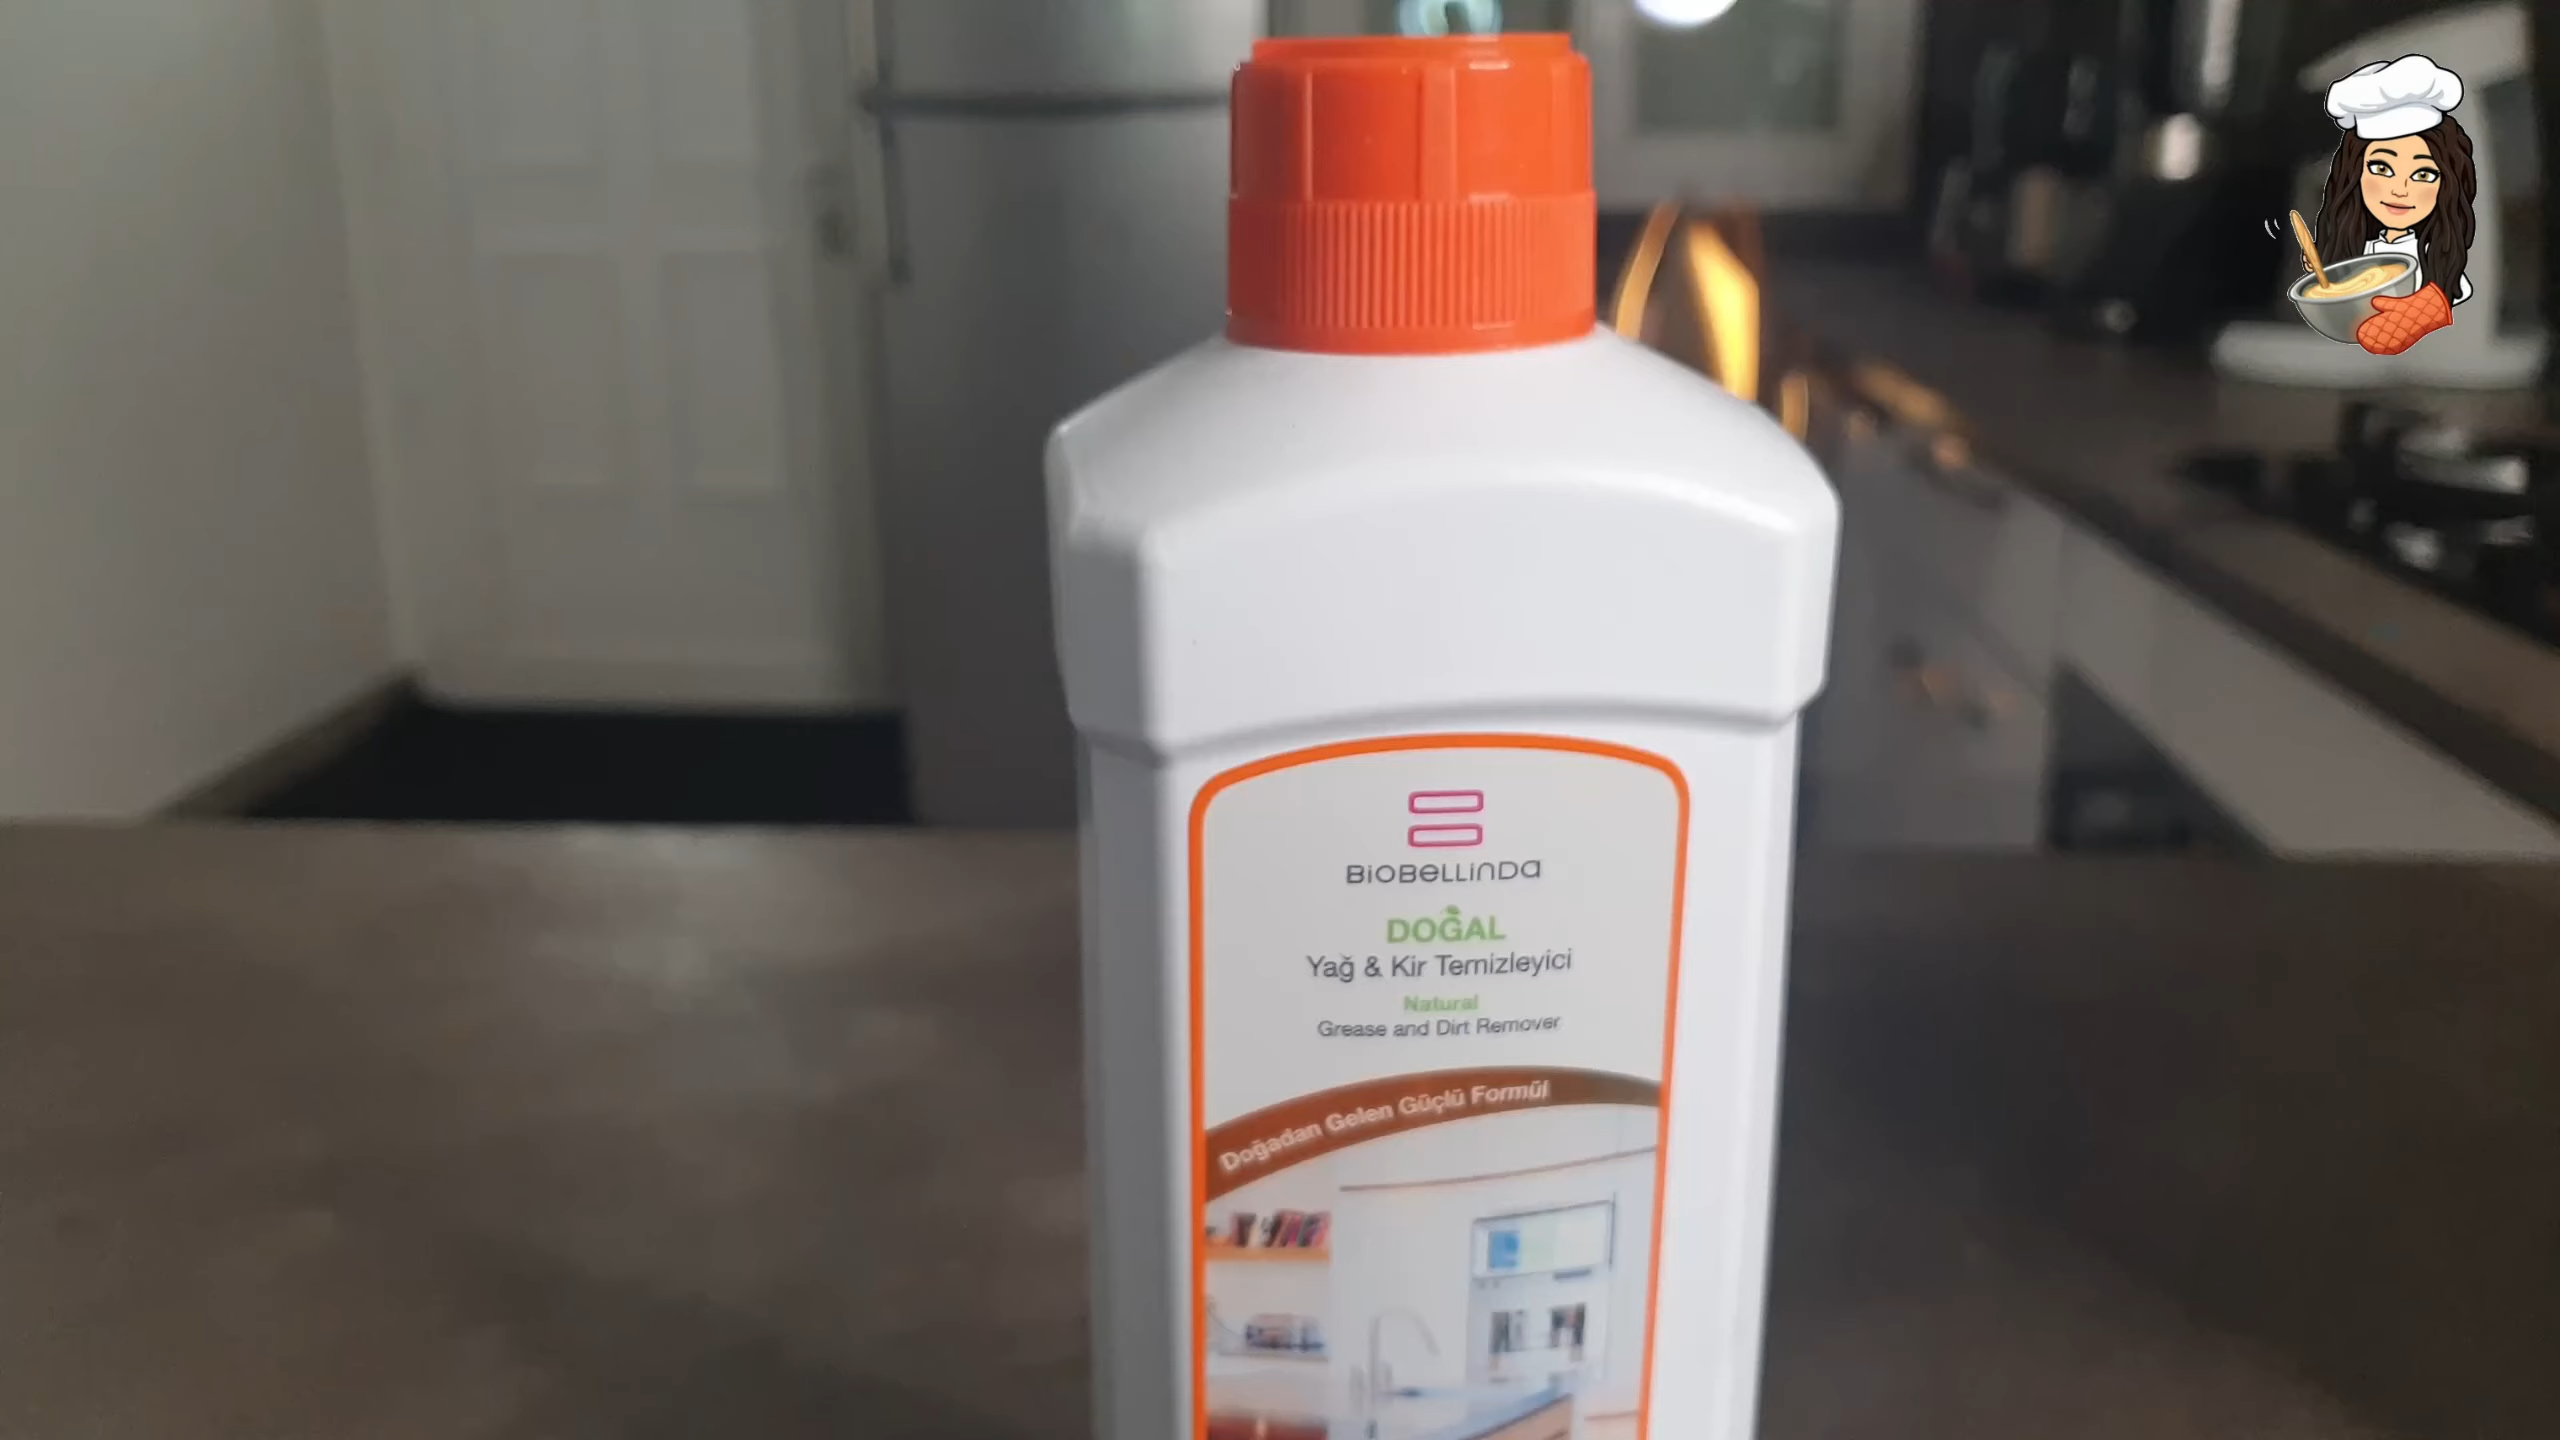 BIOBELLINDA
DOĞAL
Yağ & Kir Temizleyici
Natural
Grease and Dirt Remover
Doğadan Gelen Güçlü Formül